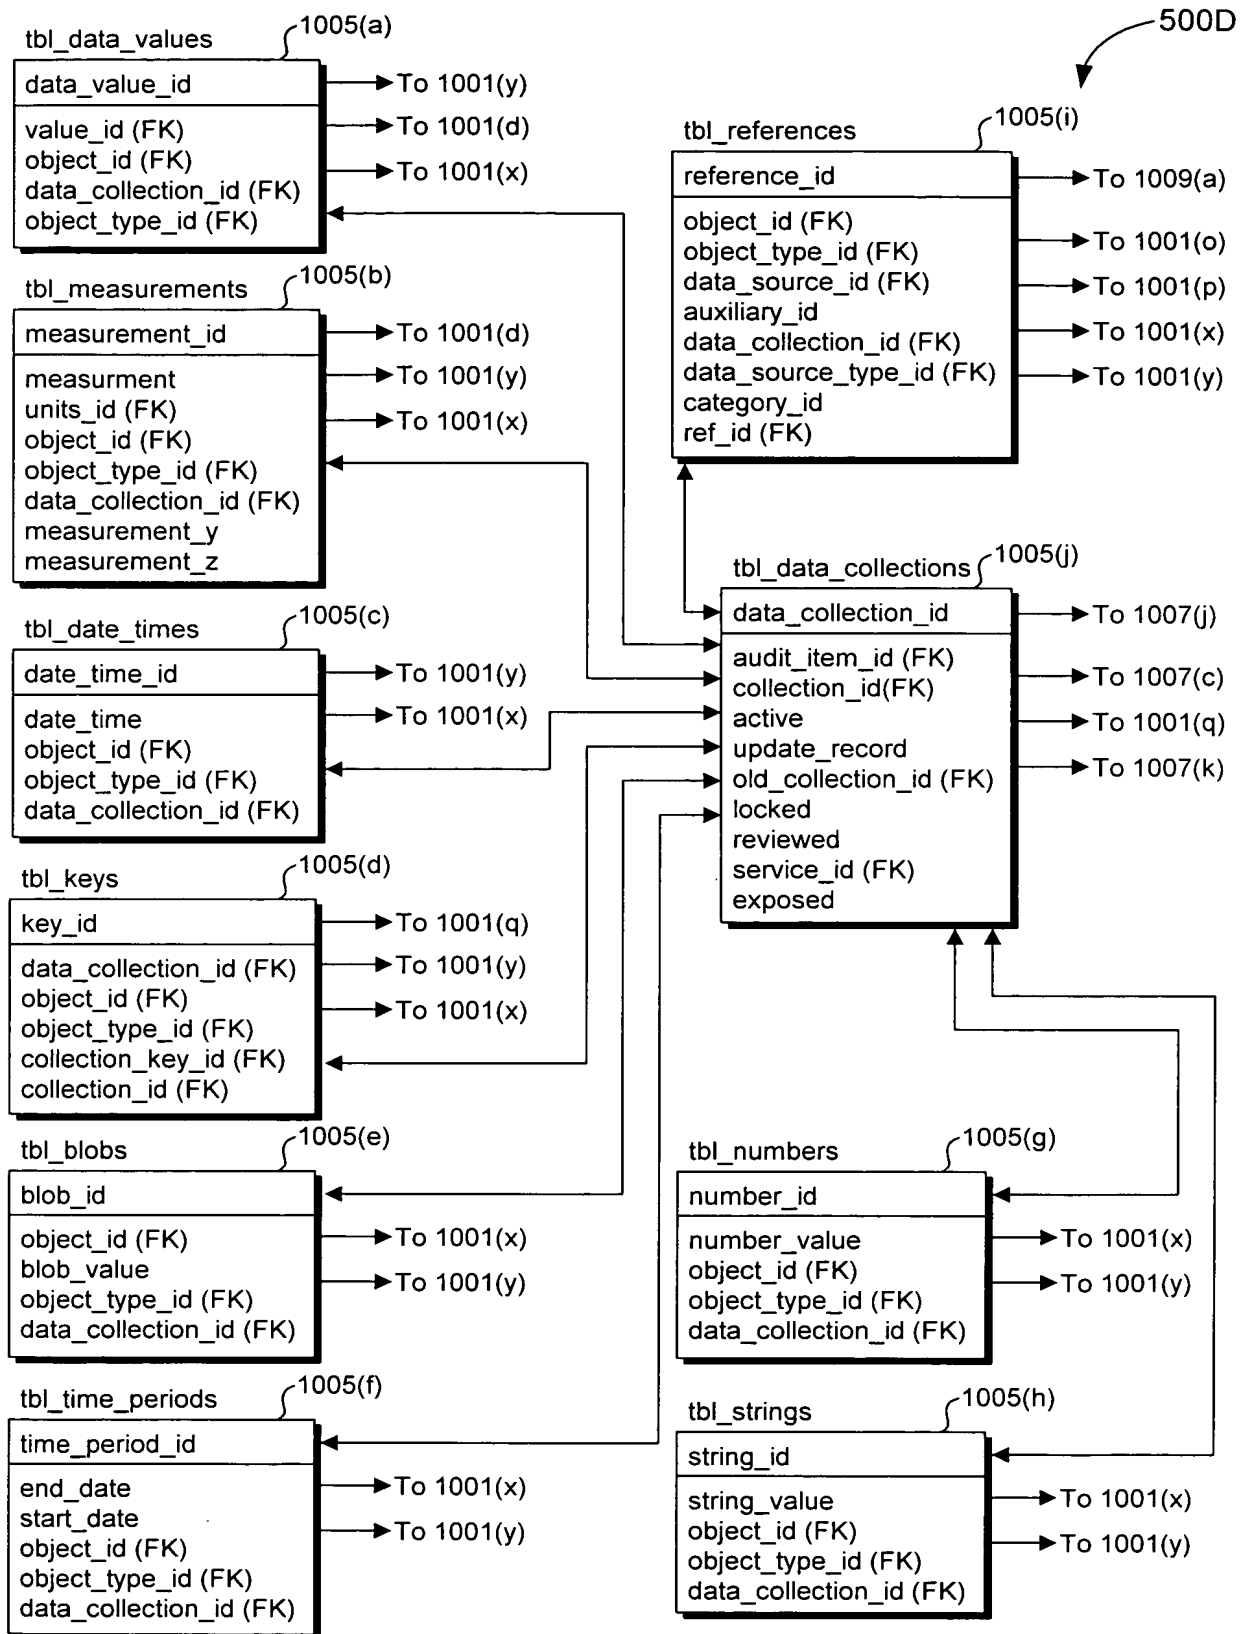 500D
tbl_data_values
1005(a)
data_value_id
value_id (FK)
object_id (FK)
data_collection_id (FK)
object_type_id (FK)
To 1001(y)
To 1001(d)
To 1001(x)
tbl_measurements
1005(b)
measurement_id
measurment
units_id (FK)
object_id (FK)
object_type_id (FK)
data_collection_id (FK)
measurement_y
measurement_z
To 1001(d)
To 1001(y)
To 1001(x)
tbl_date_times
1005(c)
date_time_id
date_time
object_id (FK)
object_type_id (FK)
data_collection_id (FK)
To 1001(y)
To 1001(x)
tbl_keys
1005(d)
key_id
data_collection_id (FK)
object_id (FK)
object_type_id (FK)
collection_key_id (FK)
collection_id (FK)
To 1001(q)
To 1001(y)
To 1001(x)
tbl_blobs
1005(e)
blob_id
object_id (FK)
blob_value
object_type_id (FK)
data_collection_id (FK)
To 1001(x)
To 1001(y)
tbl_time_periods
1005(f)
time_period_id
end_date
start_date
object_id (FK)
object_type_id (FK)
data_collection_id (FK)
To 1001(x)
To 1001(y)
tbl_references
1005(i)
reference_id
object_id (FK)
object_type_id (FK)
data_source_id (FK)
auxiliary_id
data_collection_id (FK)
data_source_type_id (FK)
category_id
ref_id (FK)
To 1009(a)
To 1001(o)
To 1001(p)
To 1001(x)
To 1001(y)
tbl_data_collections
1005(j)
data_collection_id
audit_item_id (FK)
collection_id(FK)
active
update_record
old_collection_id (FK)
locked
reviewed
service_id (FK)
exposed
To 1007(j)
To 1007(c)
To 1001(q)
To 1007(k)
tbl_numbers
1005(g)
number_id
number_value
object_id (FK)
object_type_id (FK)
data_collection_id (FK)
To 1001(x)
To 1001(y)
tbl_strings
1005(h)
string_id
string_value
object_id (FK)
object_type_id (FK)
data_collection_id (FK)
To 1001(x)
To 1001(y)